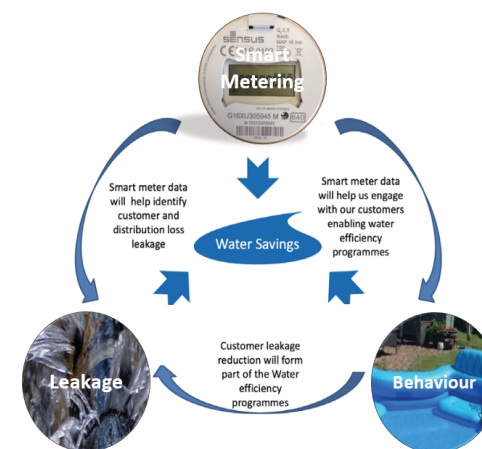 sensus
Smart
Metering
G16XU305945 M
640
Smart meter data
will help identify
customer and
distribution loss
leakage
Smart meter data
will help us engage
with our customers
enabling water
efficiency
programmes
Water Savings
Customer leakage
reduction will form
part of the Water
efficiency
programmes
Leakage
Behaviour